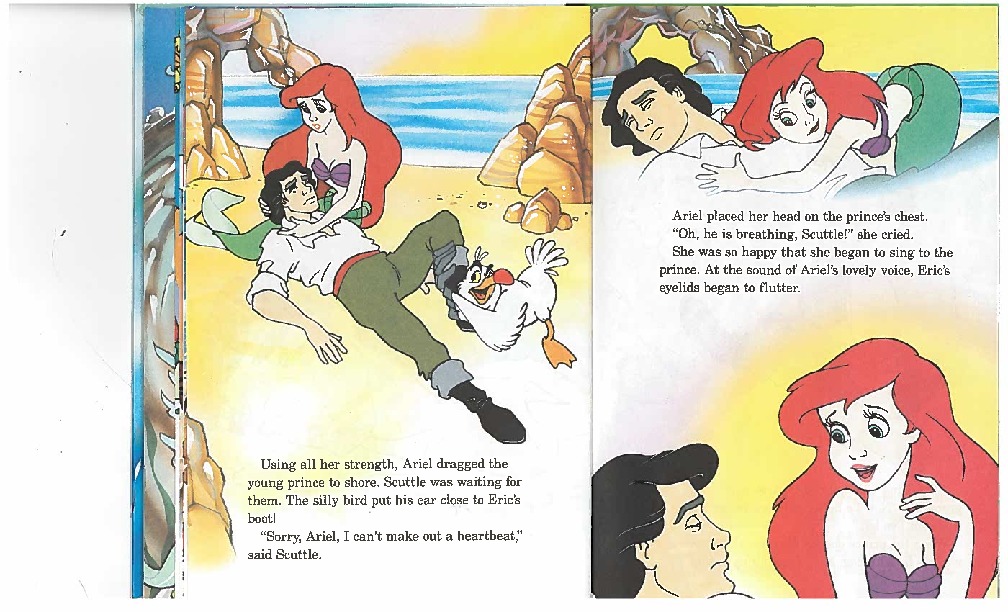 Using all her strength, Ariel dragged the
young prince to shore. Scuttle was waiting for
them. The silly bird put his ear close to Eric's
boot!
"Sorry, Ariel, I can't make out a heartbeat,"
said Scuttle.
Ariel placed her head on the prince's chest.
"Oh, he is breathing, Scuttle!" she cried.
She was so happy that she began to sing to the
prince. At the sound of Ariel's lovely voice, Eric's
eyelids began to flutter.